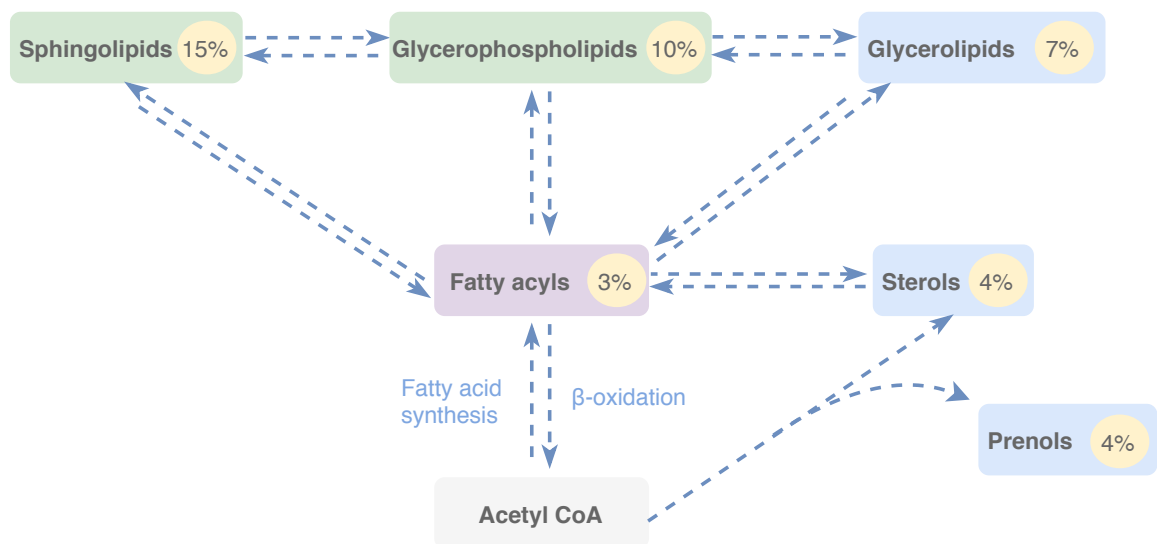 Sphingolipids 15%
Glycerophospholipids 10%
Glycerolipids 7%
Fatty acyls 3%
Sterols 4%
Fatty acid
synthesis
β-oxidation
Prenols 4%
Acetyl CoA